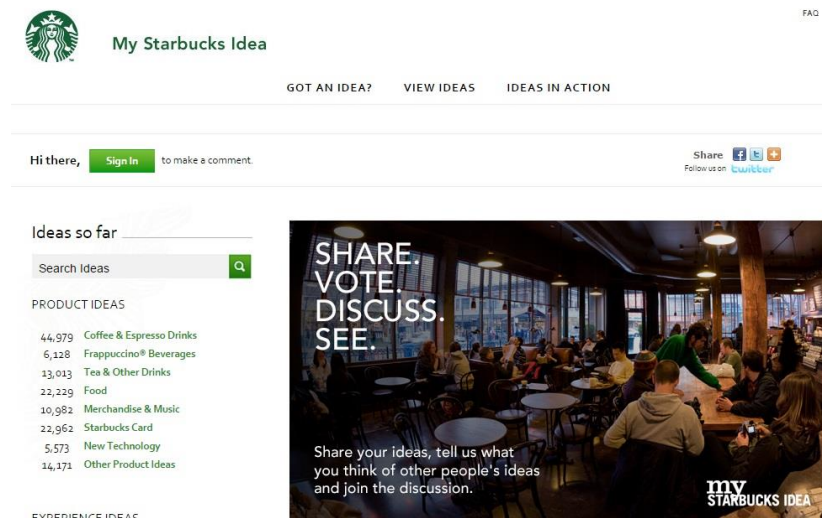 FAQ
My Starbucks Idea
GOT AN IDEA? VIEW IDEAS IDEAS IN ACTION
Hi there, Sign In to make a comment.
Share
Follow us on twitter
Ideas so far
Search Ideas
PRODUCT IDEAS
44,979 Coffee & Espresso Drinks
6,128 Frappuccino® Beverages
13,013 Tea & Other Drinks
22,229 Food
10,982 Merchandise & Music
22,962 Starbucks Card
5,573 New Technology
14,171 Other Product Ideas
EXPERIENCE IDEAS
SHARE.
VOTE.
DISCUSS.
SEE.
Share your ideas, tell us what
you think of other people's ideas
and join the discussion.
my
STARBUCKS IDEA